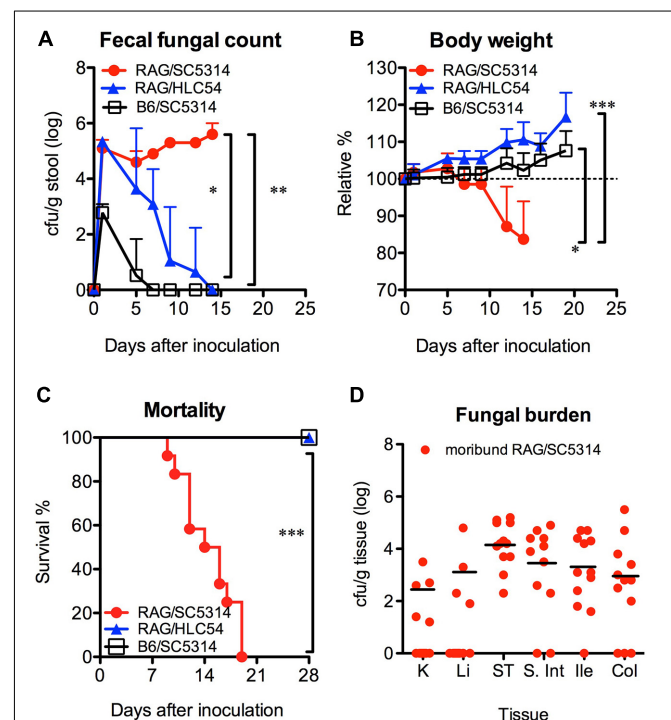 A Fecal fungal count
cfu/g stool (log)
8
6
4
2
0
RAG/SC5314
RAG/HLC54
B6/SC5314
*
**
0 5 10 15 20 25
Days after inoculation
B Body weight
Relative %
130
120
110
100
90
80
70
RAG/SC5314
RAG/HLC54
B6/SC5314
***
*
0 5 10 15 20 25
Days after inoculation
C Mortality
Survival %
100
80
60
40
20
0
***
RAG/SC5314
RAG/HLC54
B6/SC5314
0 7 14 21 28
Days after inoculation
D Fungal burden
cfu/g tissue (log)
8
6
4
2
0
moribund RAG/SC5314
K Li ST S. Int Ile Col
Tissue